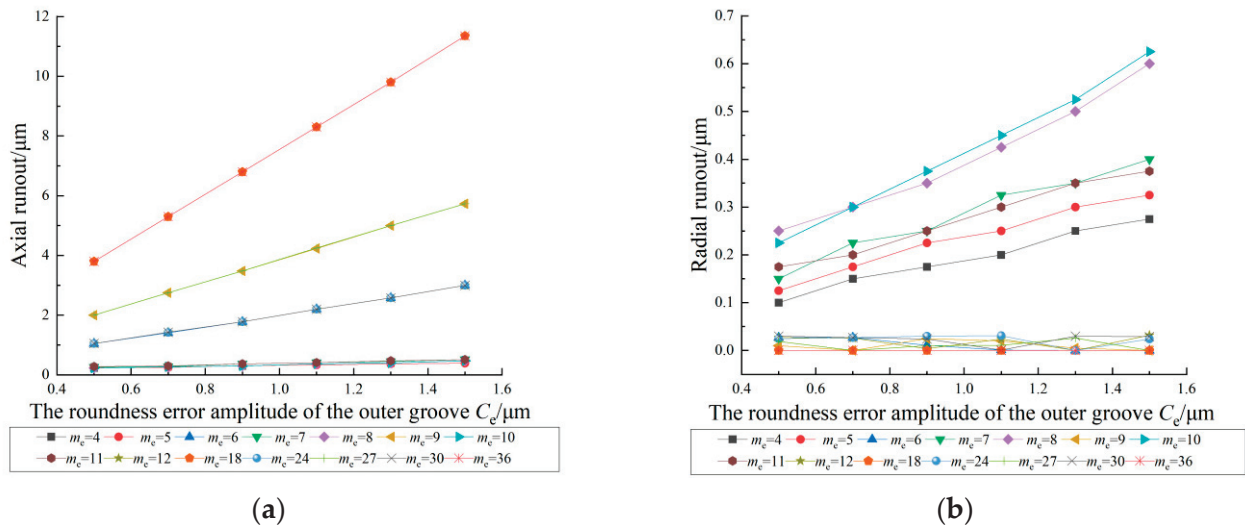 12
10
8
6
4
2
0
Axial runout/μm
0.4 0.6 0.8 1.0 1.2 1.4 1.6
The roundness error amplitude of the outer groove Ce/μm
me=4 me=5 me=6 me=7 me=8 me=9 me=10
me=11 me=12 me=18 me=24 me=27 me=30 me=36
(a)
0.7
0.6
0.5
0.4
0.3
0.2
0.1
0.0
Radial runout/μm
0.4 0.6 0.8 1.0 1.2 1.4 1.6
The roundness error amplitude of the outer groove Ce/μm
me=4 me=5 me=6 me=7 me=8 me=9 me=10
me=11 me=12 me=18 me=24 me=27 me=30 me=36
(b)